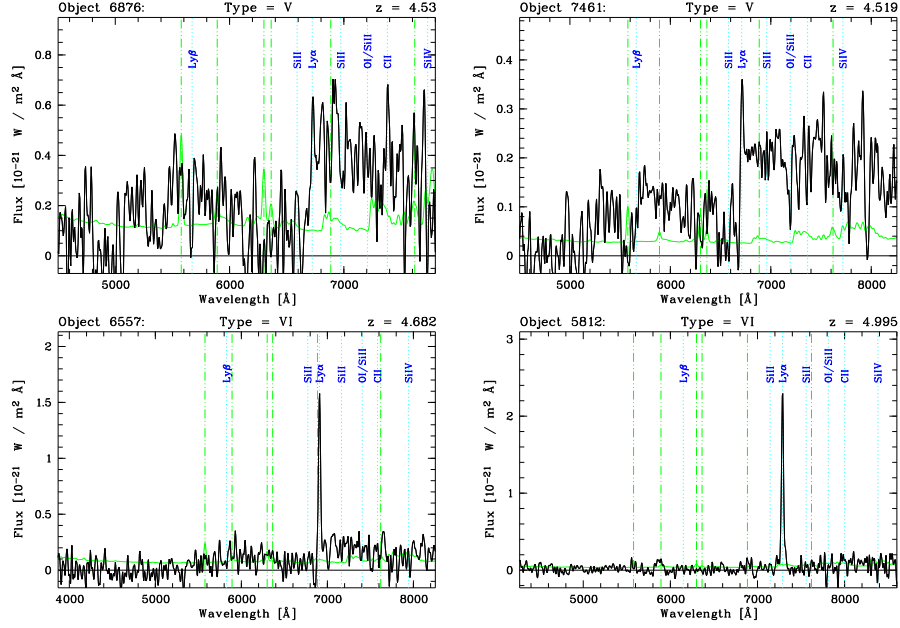 Object 6876: Type = V z = 4.53
Flux [10⁻²¹ W / m² Å]
0.8
0.6
0.4
0.2
0
Lyβ SiII Lyα SiII OI/SiII CII SiIV
5000 6000 7000
Wavelength [Å]
Object 7461: Type = V z = 4.519
Flux [10⁻²¹ W / m² Å]
0.4
0.3
0.2
0.1
0
Lyβ SiII Lyα SiII OI/SiII CII SiIV
5000 6000 7000 8000
Wavelength [Å]
Object 6557: Type = VI z = 4.682
Flux [10⁻²¹ W / m² Å]
2
1.5
1
0.5
0
Lyβ SiII Lyα SiII OI/SiII CII SiIV
4000 5000 6000 7000 8000
Wavelength [Å]
Object 5812: Type = VI z = 4.995
Flux [10⁻²¹ W / m² Å]
3
2
1
0
Lyβ SiII Lyα SiII OI/SiII CII SiIV
5000 6000 7000 8000
Wavelength [Å]